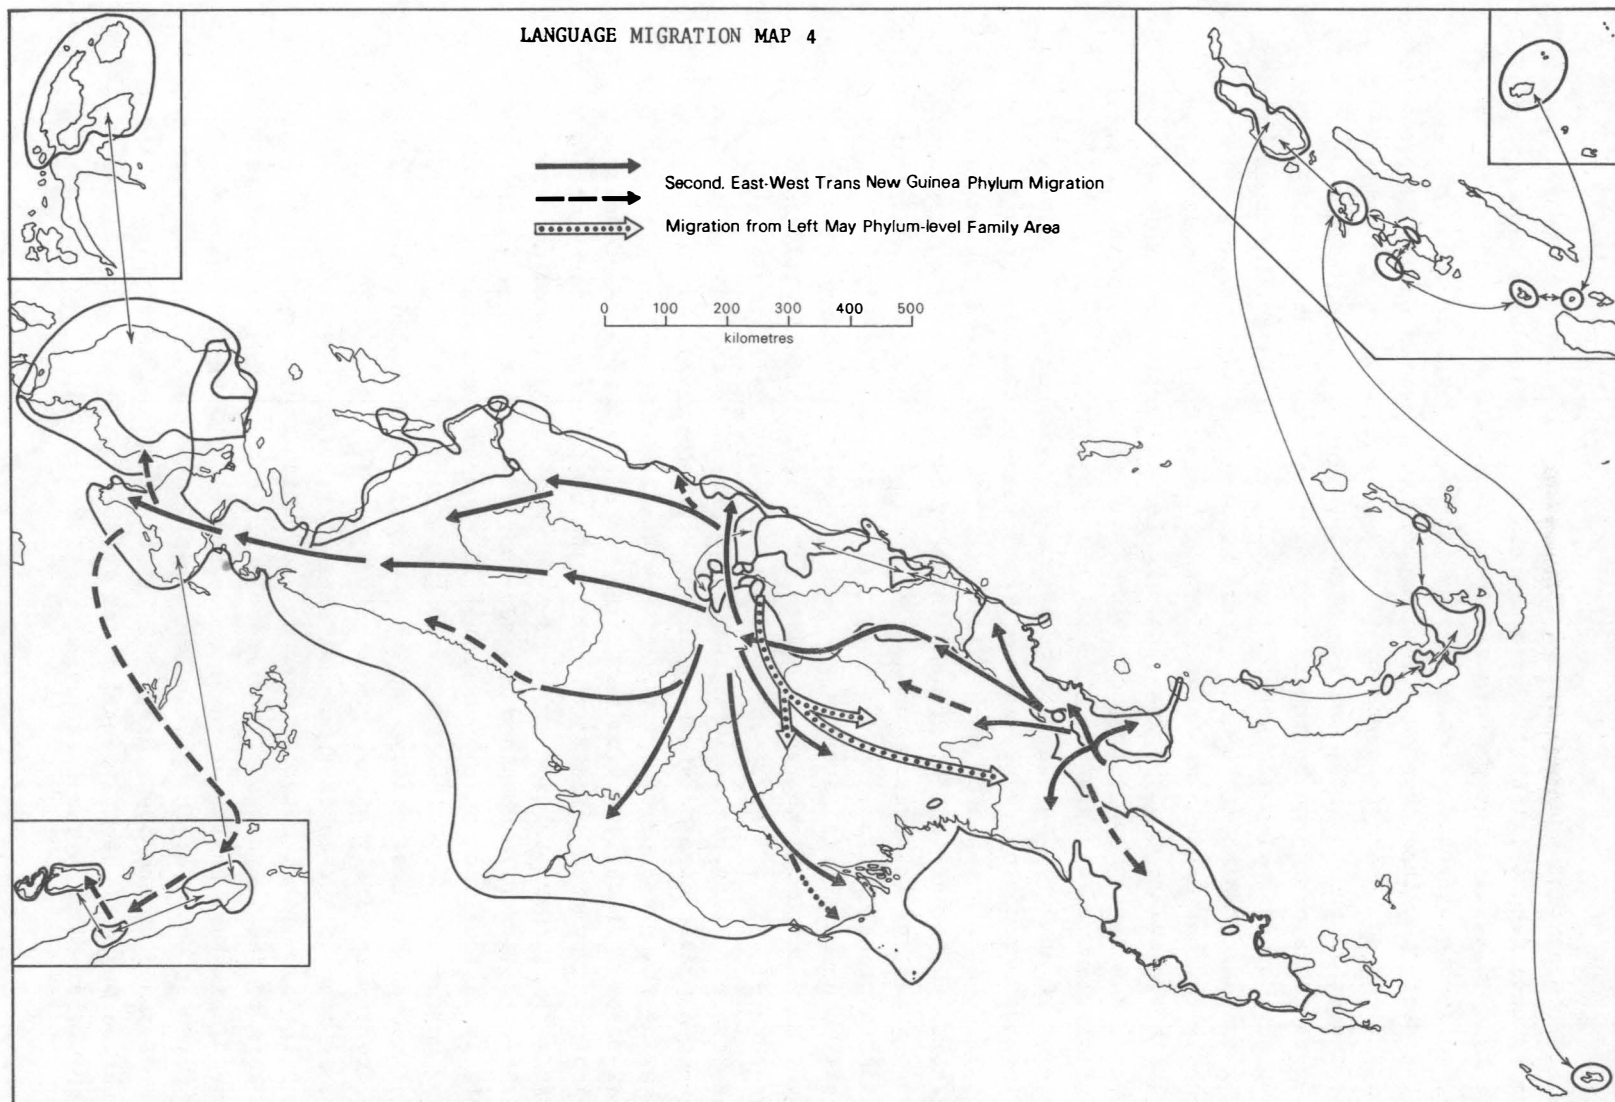 LANGUAGE MIGRATION MAP 4
Second. East-West Trans New Guinea Phylum Migration
Migration from Left May Phylum-level Family Area
0 100 200 300 400 500
kilometres